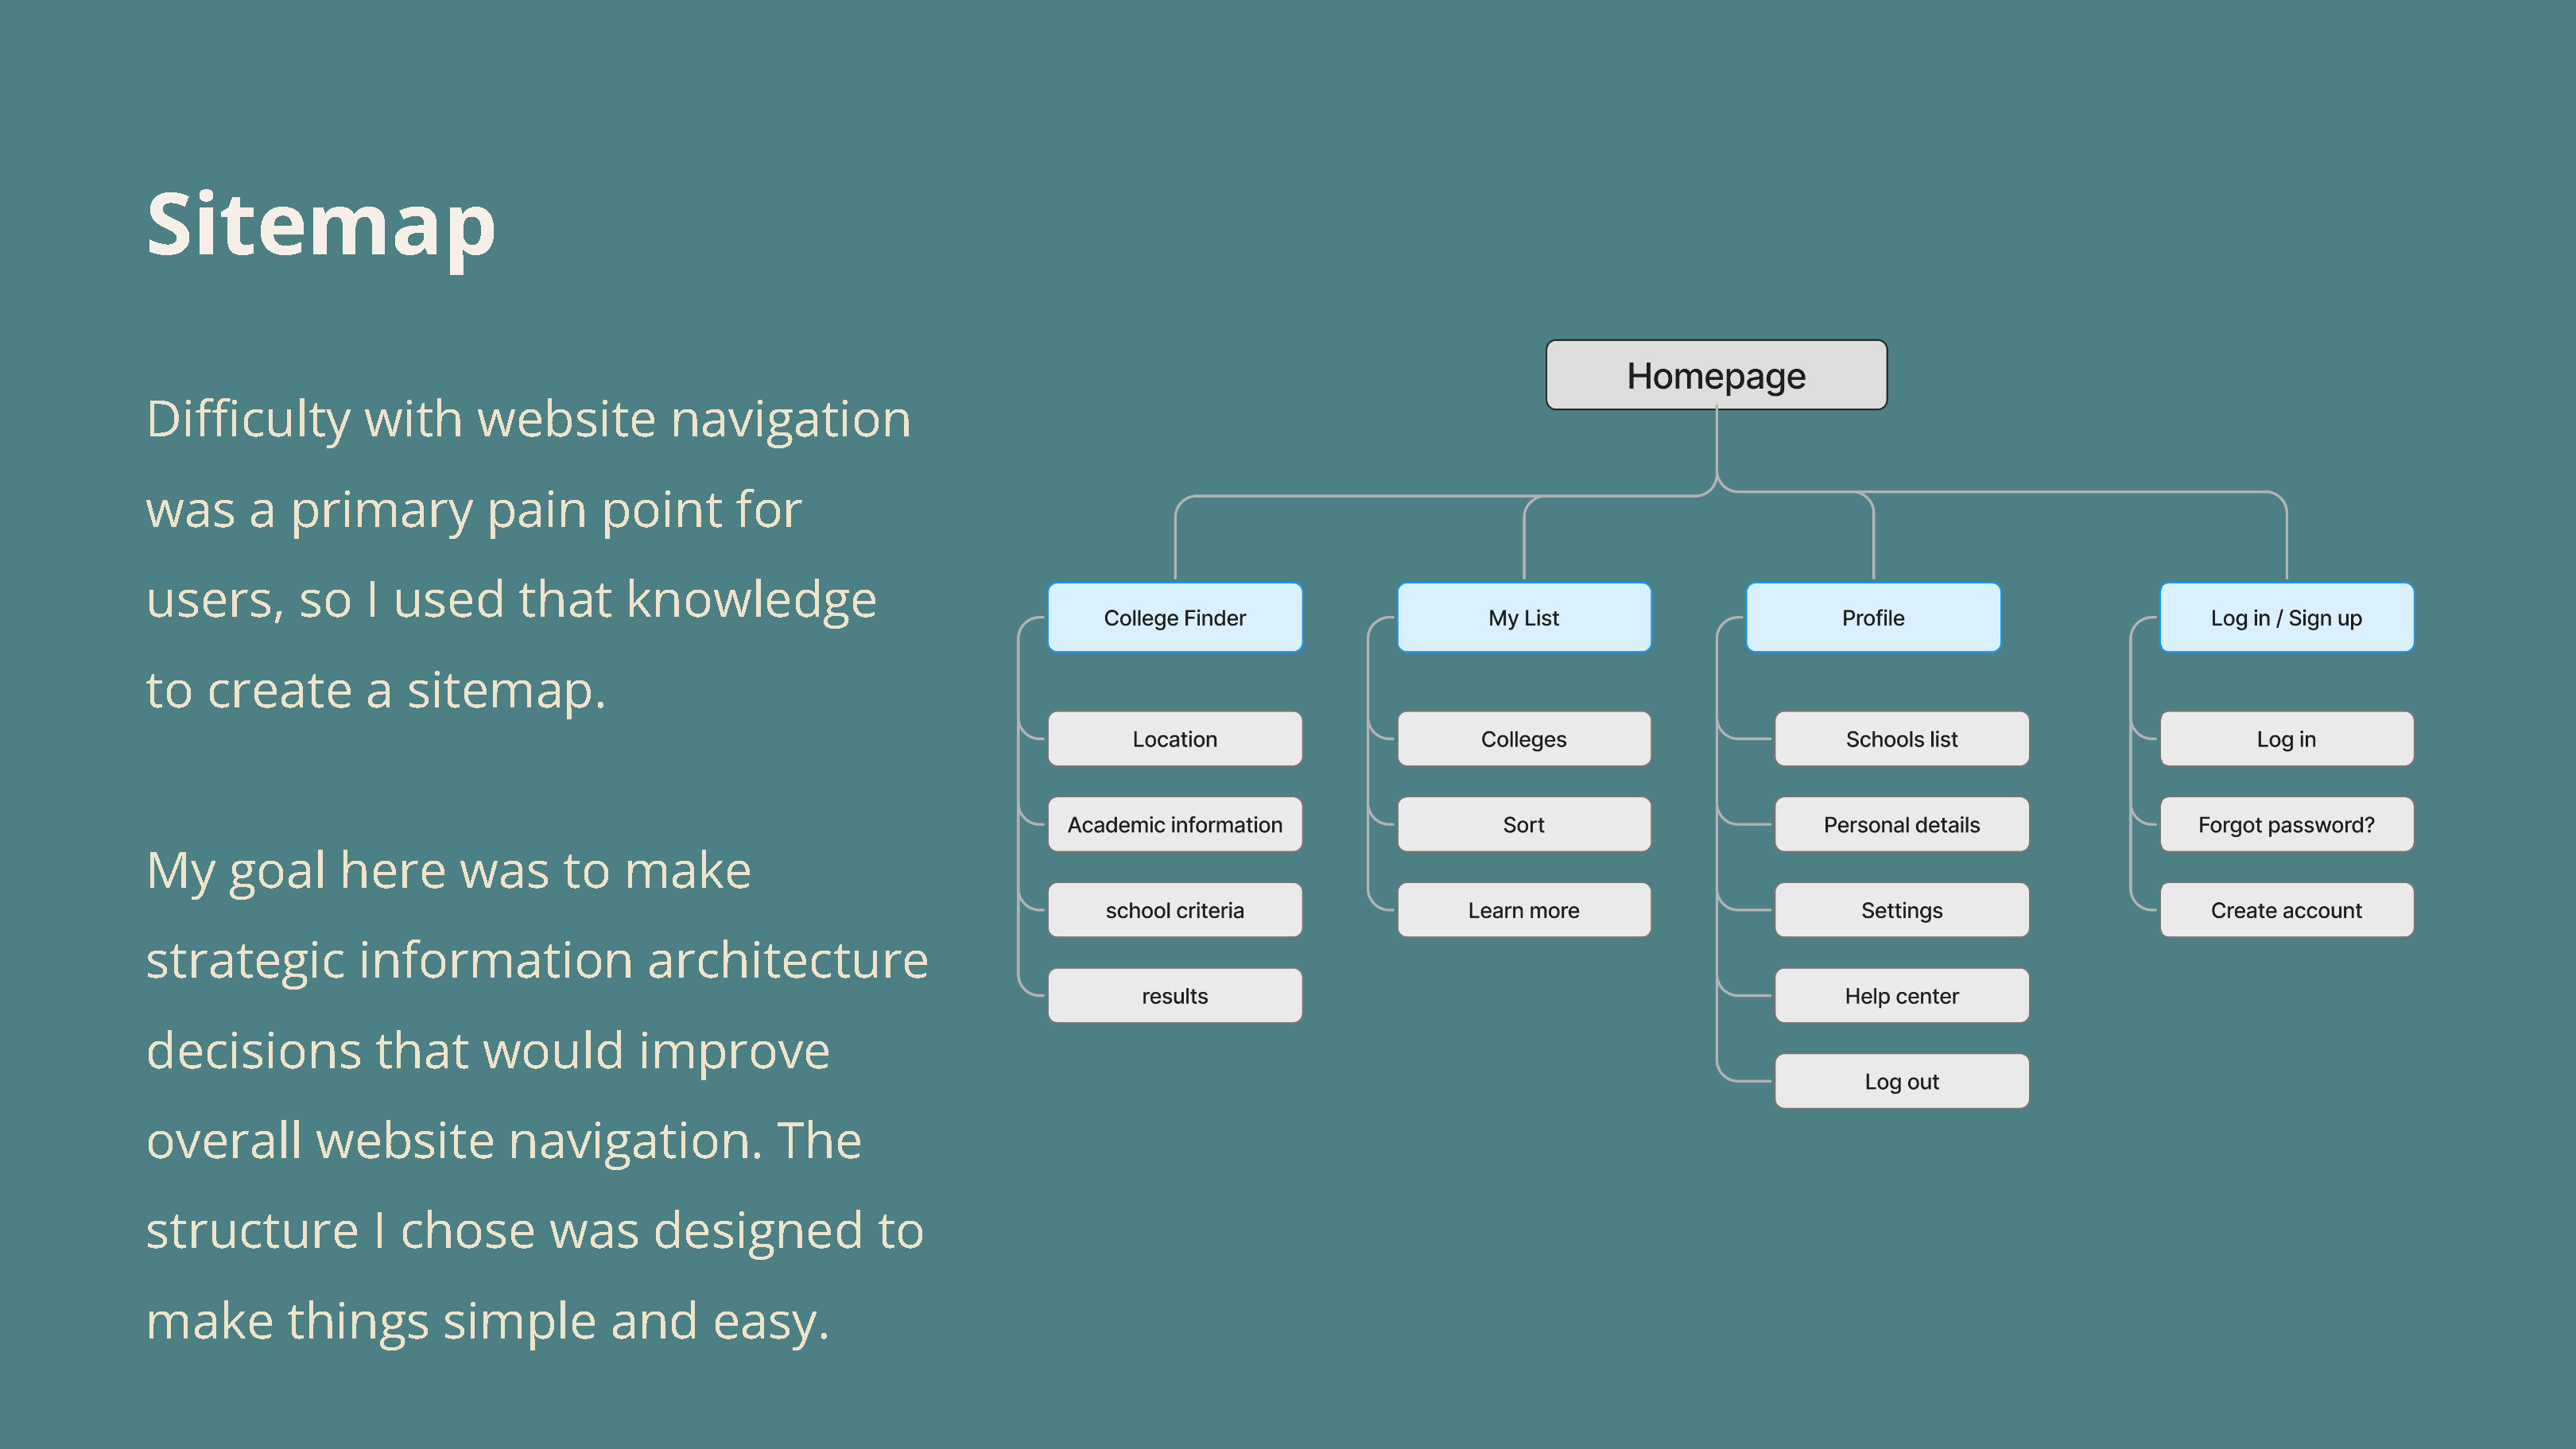 Sitemap
Difficulty with website navigation
was a primary pain point for
users, so I used that knowledge
to create a sitemap.
My goal here was to make
strategic information architecture
decisions that would improve
overall website navigation. The
structure I chose was designed to
make things simple and easy.
Homepage
College Finder
Location
Academic information
school criteria
results
My List
Colleges
Sort
Learn more
Profile
Schools list
Personal details
Settings
Help center
Log out
Log in / Sign up
Log in
Forgot password?
Create account